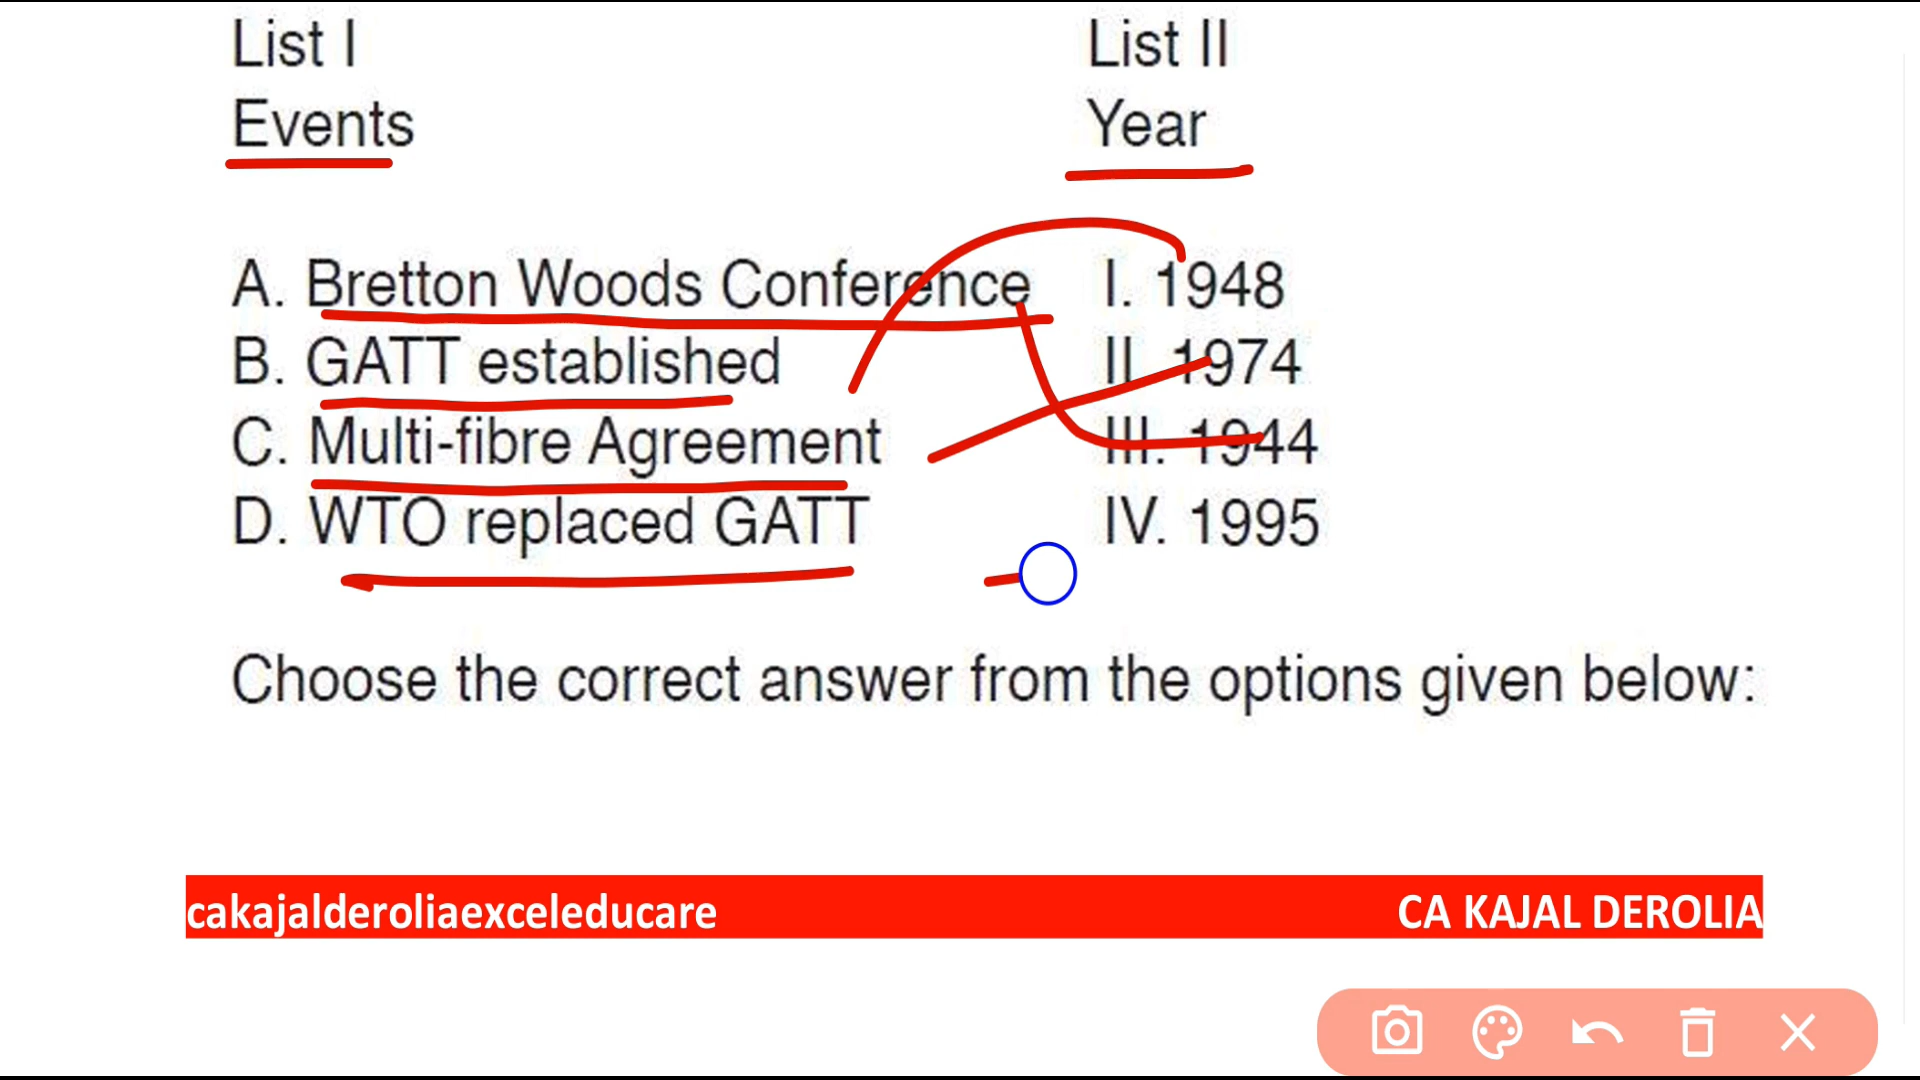 List I List II
Events Year
A. Bretton Woods Conference I. 1948
B. GATT established II. 1974
C. Multi-fibre Agreement III. 1944
D. WTO replaced GATT IV. 1995
Choose the correct answer from the options given below:
cakajalderoliaexceleducare CA KAJAL DEROLIA